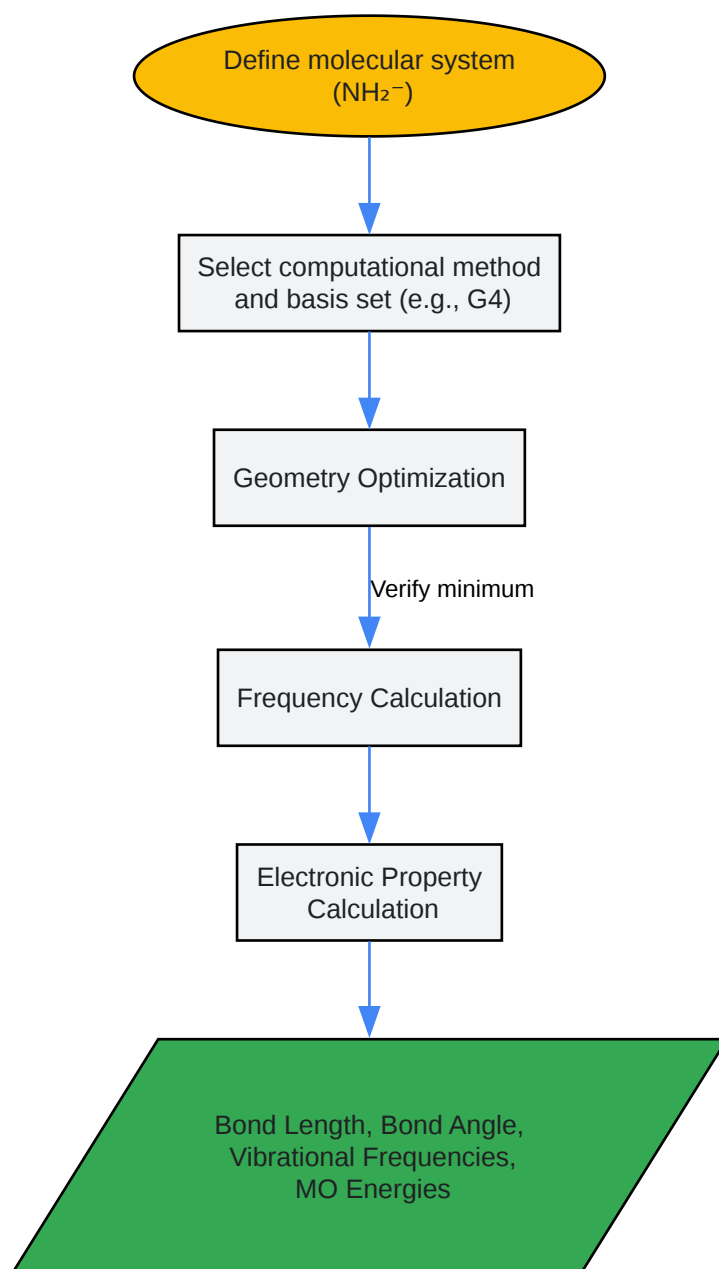 Define molecular system
(NH₂⁻)
Select computational method
and basis set (e.g., G4)
Geometry Optimization
Verify minimum
Frequency Calculation
Electronic Property
Calculation
Bond Length, Bond Angle,
Vibrational Frequencies,
MO Energies